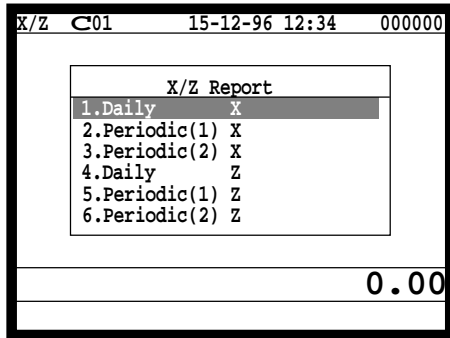 X/Z C01 15-12-96 12:34 000000
X/Z Report
1.Daily X
2.Periodic(1) X
3.Periodic(2) X
4.Daily Z
5.Periodic(1) Z
6.Periodic(2) Z
0.00